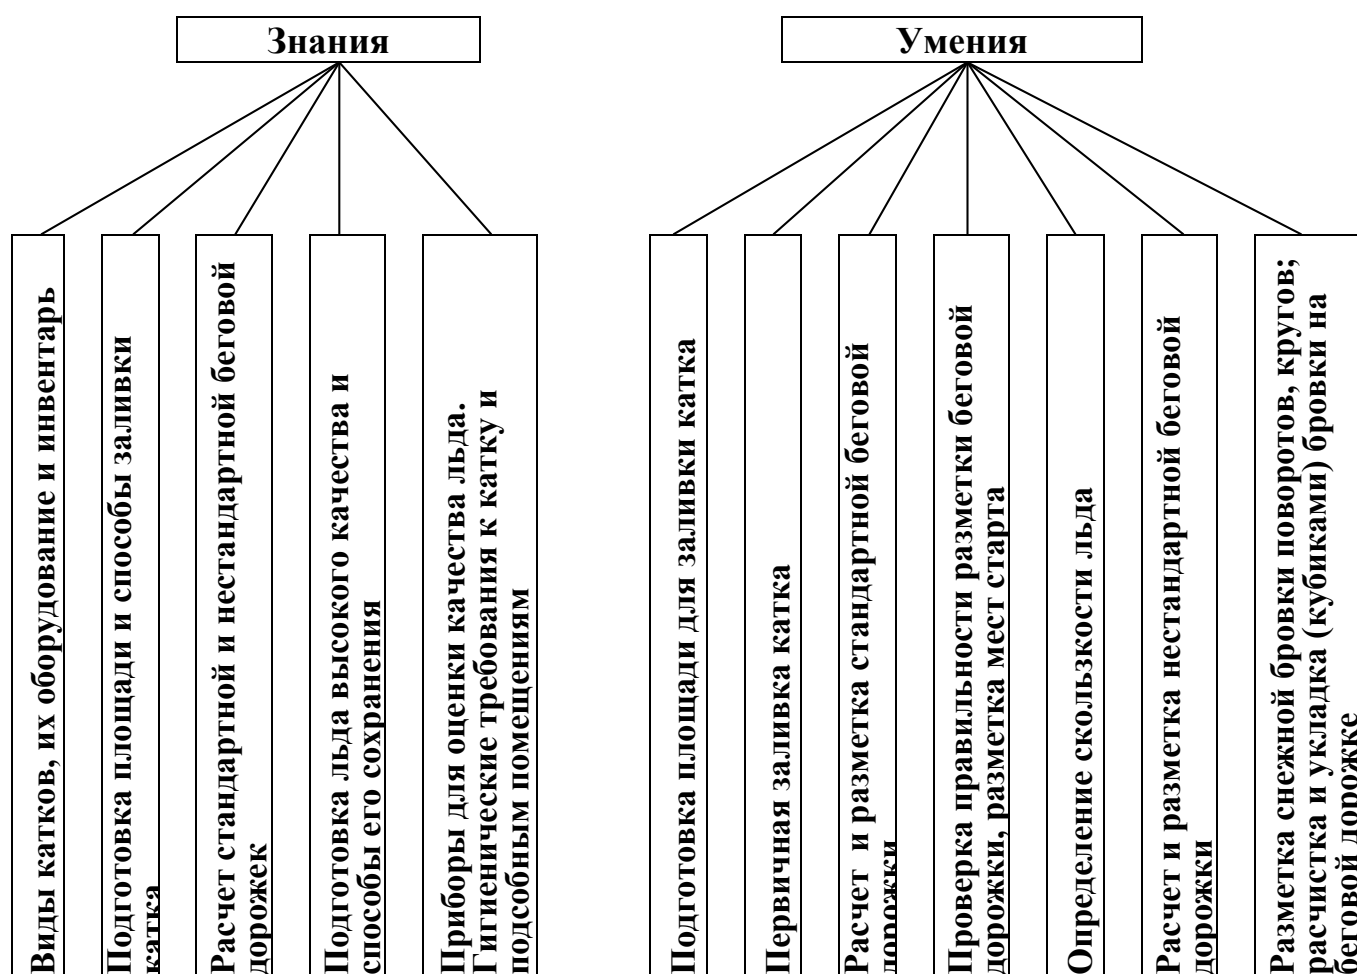 Знания
Умения
Виды катков, их оборудование и инвентарь
Подготовка площади и способы заливки
катка
Расчет стандартной и нестандартной беговой
дорожек
Подготовка льда высокого качества и
способы его сохранения
Приборы для оценки качества льда.
Гигиенические требования к катку и
подсобным помещениям
Подготовка площади для заливки катка
Первичная заливка катка
Расчет и разметка стандартной беговой
дорожки
Проверка правильности разметки беговой
дорожки, разметка мест старта
Определение скользкости льда
Расчет и разметка нестандартной беговой
дорожки
Разметка снежной бровки поворотов, кругов;
расчистка и укладка (кубиками) бровки на
беговой дорожке